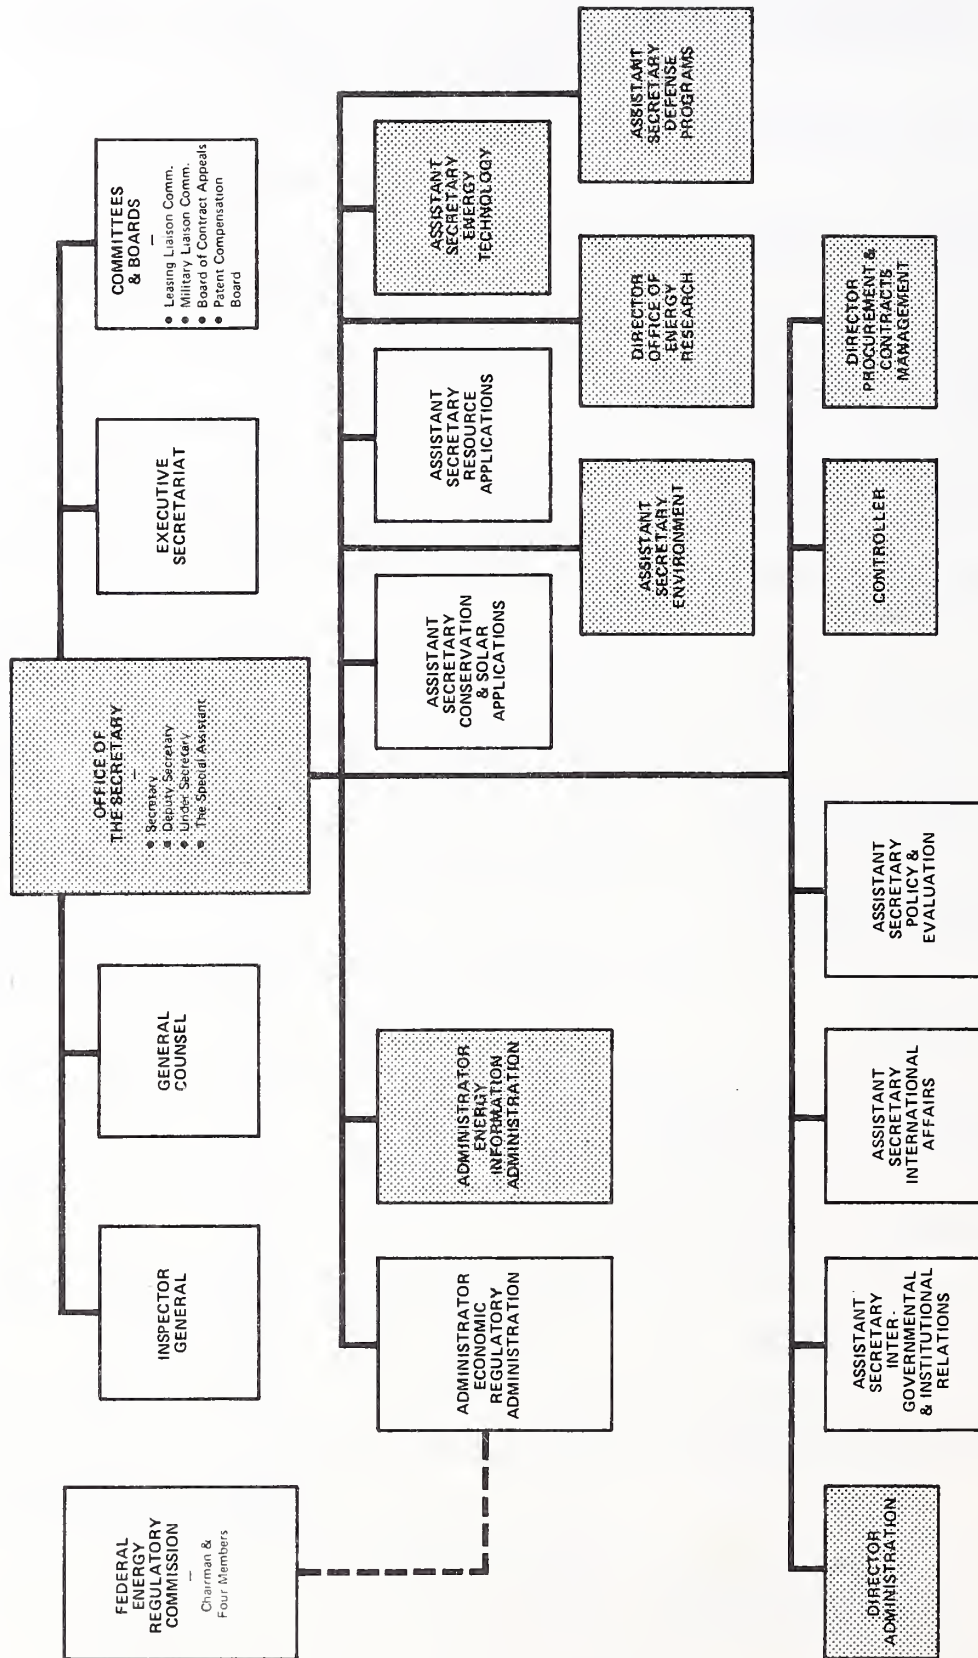 OFFICE OF
THE SECRETARY
—
• Secretary
• Deputy Secretary
• Under Secretary
• The Special Assistant
FEDERAL
ENERGY
REGULATORY
COMMISSION
—
Chairman &
Four Members
INSPECTOR
GENERAL
GENERAL
COUNSEL
EXECUTIVE
SECRETARIAT
COMMITTEES
& BOARDS
—
• Leasing Liaison Comm.
• Military Liaison Comm.
• Board of Contract Appeals
• Patent Compensation
Board
ADMINISTRATOR
ECONOMIC
REGULATORY
ADMINISTRATION
ADMINISTRATOR
ENERGY
INFORMATION
ADMINISTRATION
ASSISTANT
SECRETARY
CONSERVATION
& SOLAR
APPLICATIONS
ASSISTANT
SECRETARY
RESOURCE
APPLICATIONS
ASSISTANT
SECRETARY
ENERGY
TECHNOLOGY
ASSISTANT
SECRETARY
ENVIRONMENT
DIRECTOR
OFFICE OF
ENERGY
RESEARCH
ASSISTANT
SECRETARY
DEFENSE
PROGRAMS
DIRECTOR
ADMINISTRATION
ASSISTANT
SECRETARY
INTER-
GOVERNMENTAL
& INSTITUTIONAL
RELATIONS
ASSISTANT
SECRETARY
INTERNATIONAL
AFFAIRS
ASSISTANT
SECRETARY
POLICY &
EVALUATION
CONTROLLER
DIRECTOR
PROCUREMENT &
CONTRACTS
MANAGEMENT